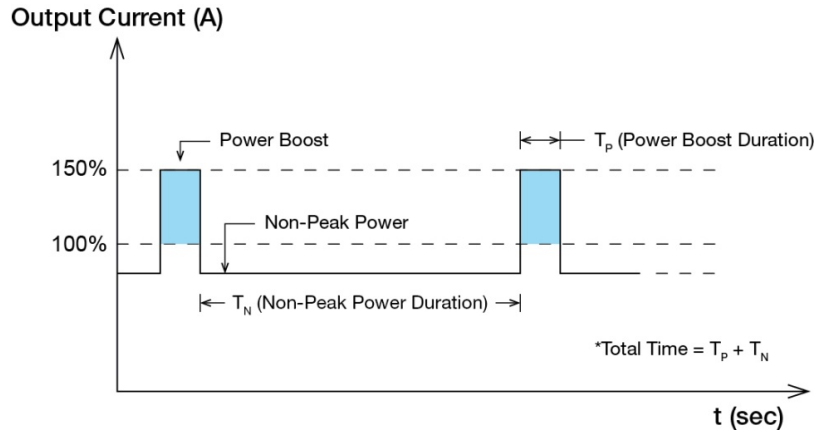 Output Current (A)
Power Boost
T_P (Power Boost Duration)
150%
Non-Peak Power
100%
T_N (Non-Peak Power Duration)
*Total Time = T_P + T_N
t (sec)